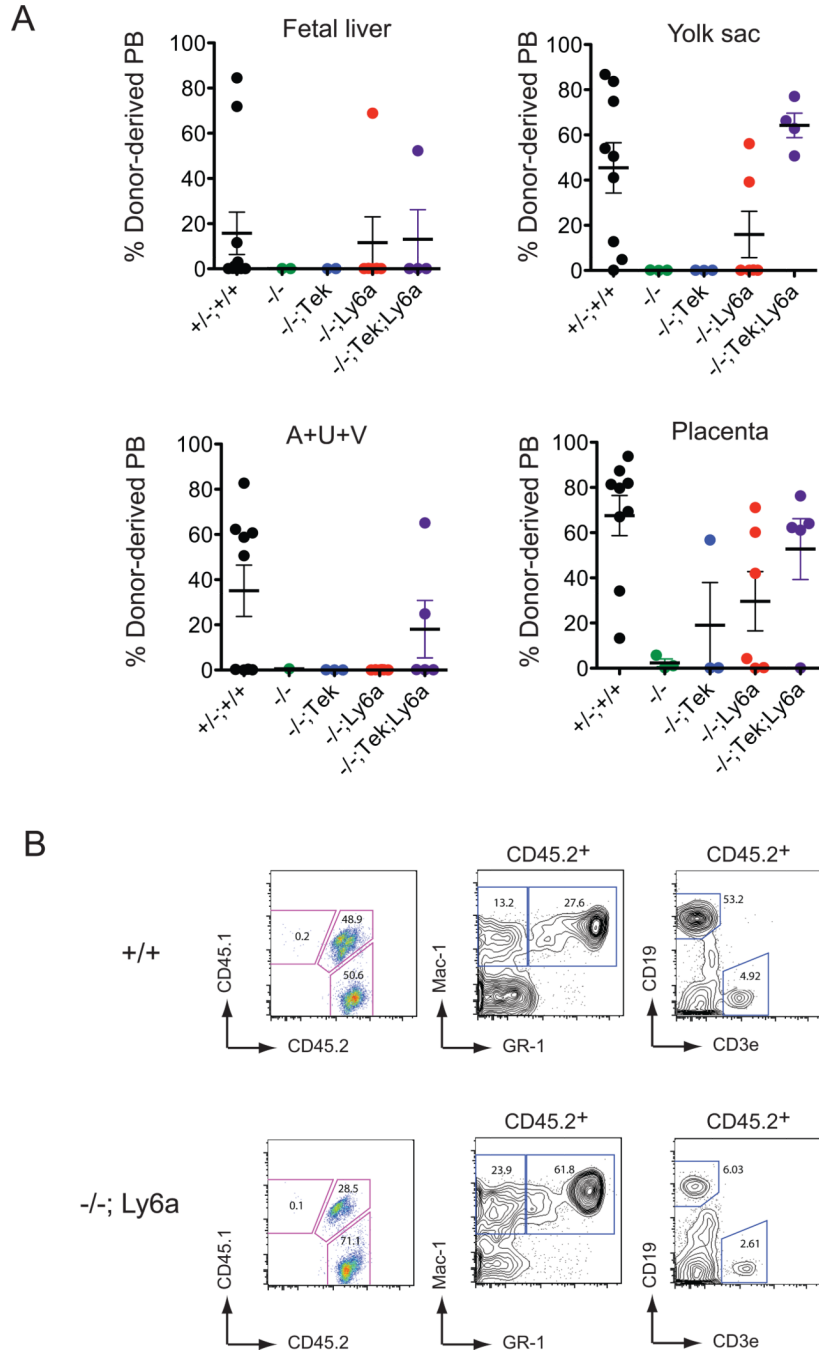 A
Fetal liver
% Donor-derived PB
100
80
60
40
20
0
+/-;+/+
-/-
-/-;Tek
-/-;Ly6a
-/-;Tek;Ly6a
Yolk sac
% Donor-derived PB
100
80
60
40
20
0
+/-;+/+
-/-
-/-;Tek
-/-;Ly6a
-/-;Tek;Ly6a
A+U+V
% Donor-derived PB
100
80
60
40
20
0
+/-;+/+
-/-
-/-;Tek
-/-;Ly6a
-/-;Tek;Ly6a
Placenta
% Donor-derived PB
100
80
60
40
20
0
+/-;+/+
-/-
-/-;Tek
-/-;Ly6a
-/-;Tek;Ly6a
B
+/+
CD45.1
0.2
48.9
50.6
CD45.2
CD45.2+
Mac-1
13.2
27.6
GR-1
CD45.2+
CD19
53.2
4.92
CD3e
-/-; Ly6a
CD45.1
0.1
28.5
71.1
CD45.2
CD45.2+
Mac-1
23.9
61.8
GR-1
CD45.2+
CD19
6.03
2.61
CD3e